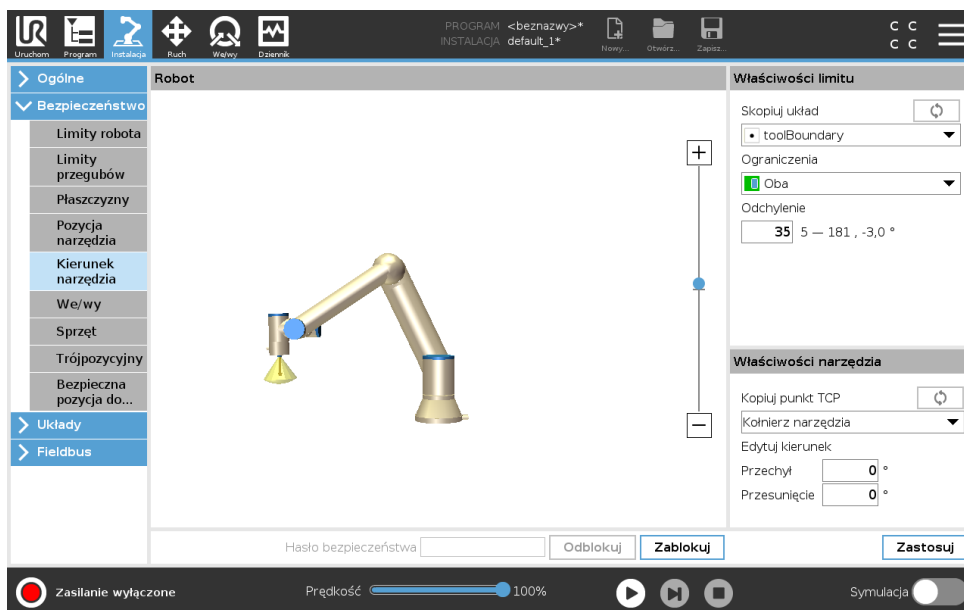 UR
Uruchom
Program
Instalacja
Ruch
We/wy
Dziennik
PROGRAM <beznazwy>*
INSTALACJA default_1*
Nowy...
Otwórz...
Zapisz...
C C
C C
Ogólne
Bezpieczeństwo
Limity robota
Limity
przegubów
Płaszczyzny
Pozycja
narzędzia
Kierunek
narzędzia
We/wy
Sprzęt
Trójpozycyjny
Bezpieczna
pozycja do...
Układy
Fieldbus
Robot
Właściwości limitu
Skopiuj układ
toolBoundary
Ograniczenia
Oba
Odchylenie
35 5 — 181 , -3,0 °
Właściwości narzędzia
Kopiuj punkt TCP
Kołnierz narzędzia
Edytuj kierunek
Przechył 0 °
Przesunięcie 0 °
Hasło bezpieczeństwa
Odblokuj
Zablokuj
Zastosuj
Zasilanie wyłączone
Prędkość
100%
Symulacja